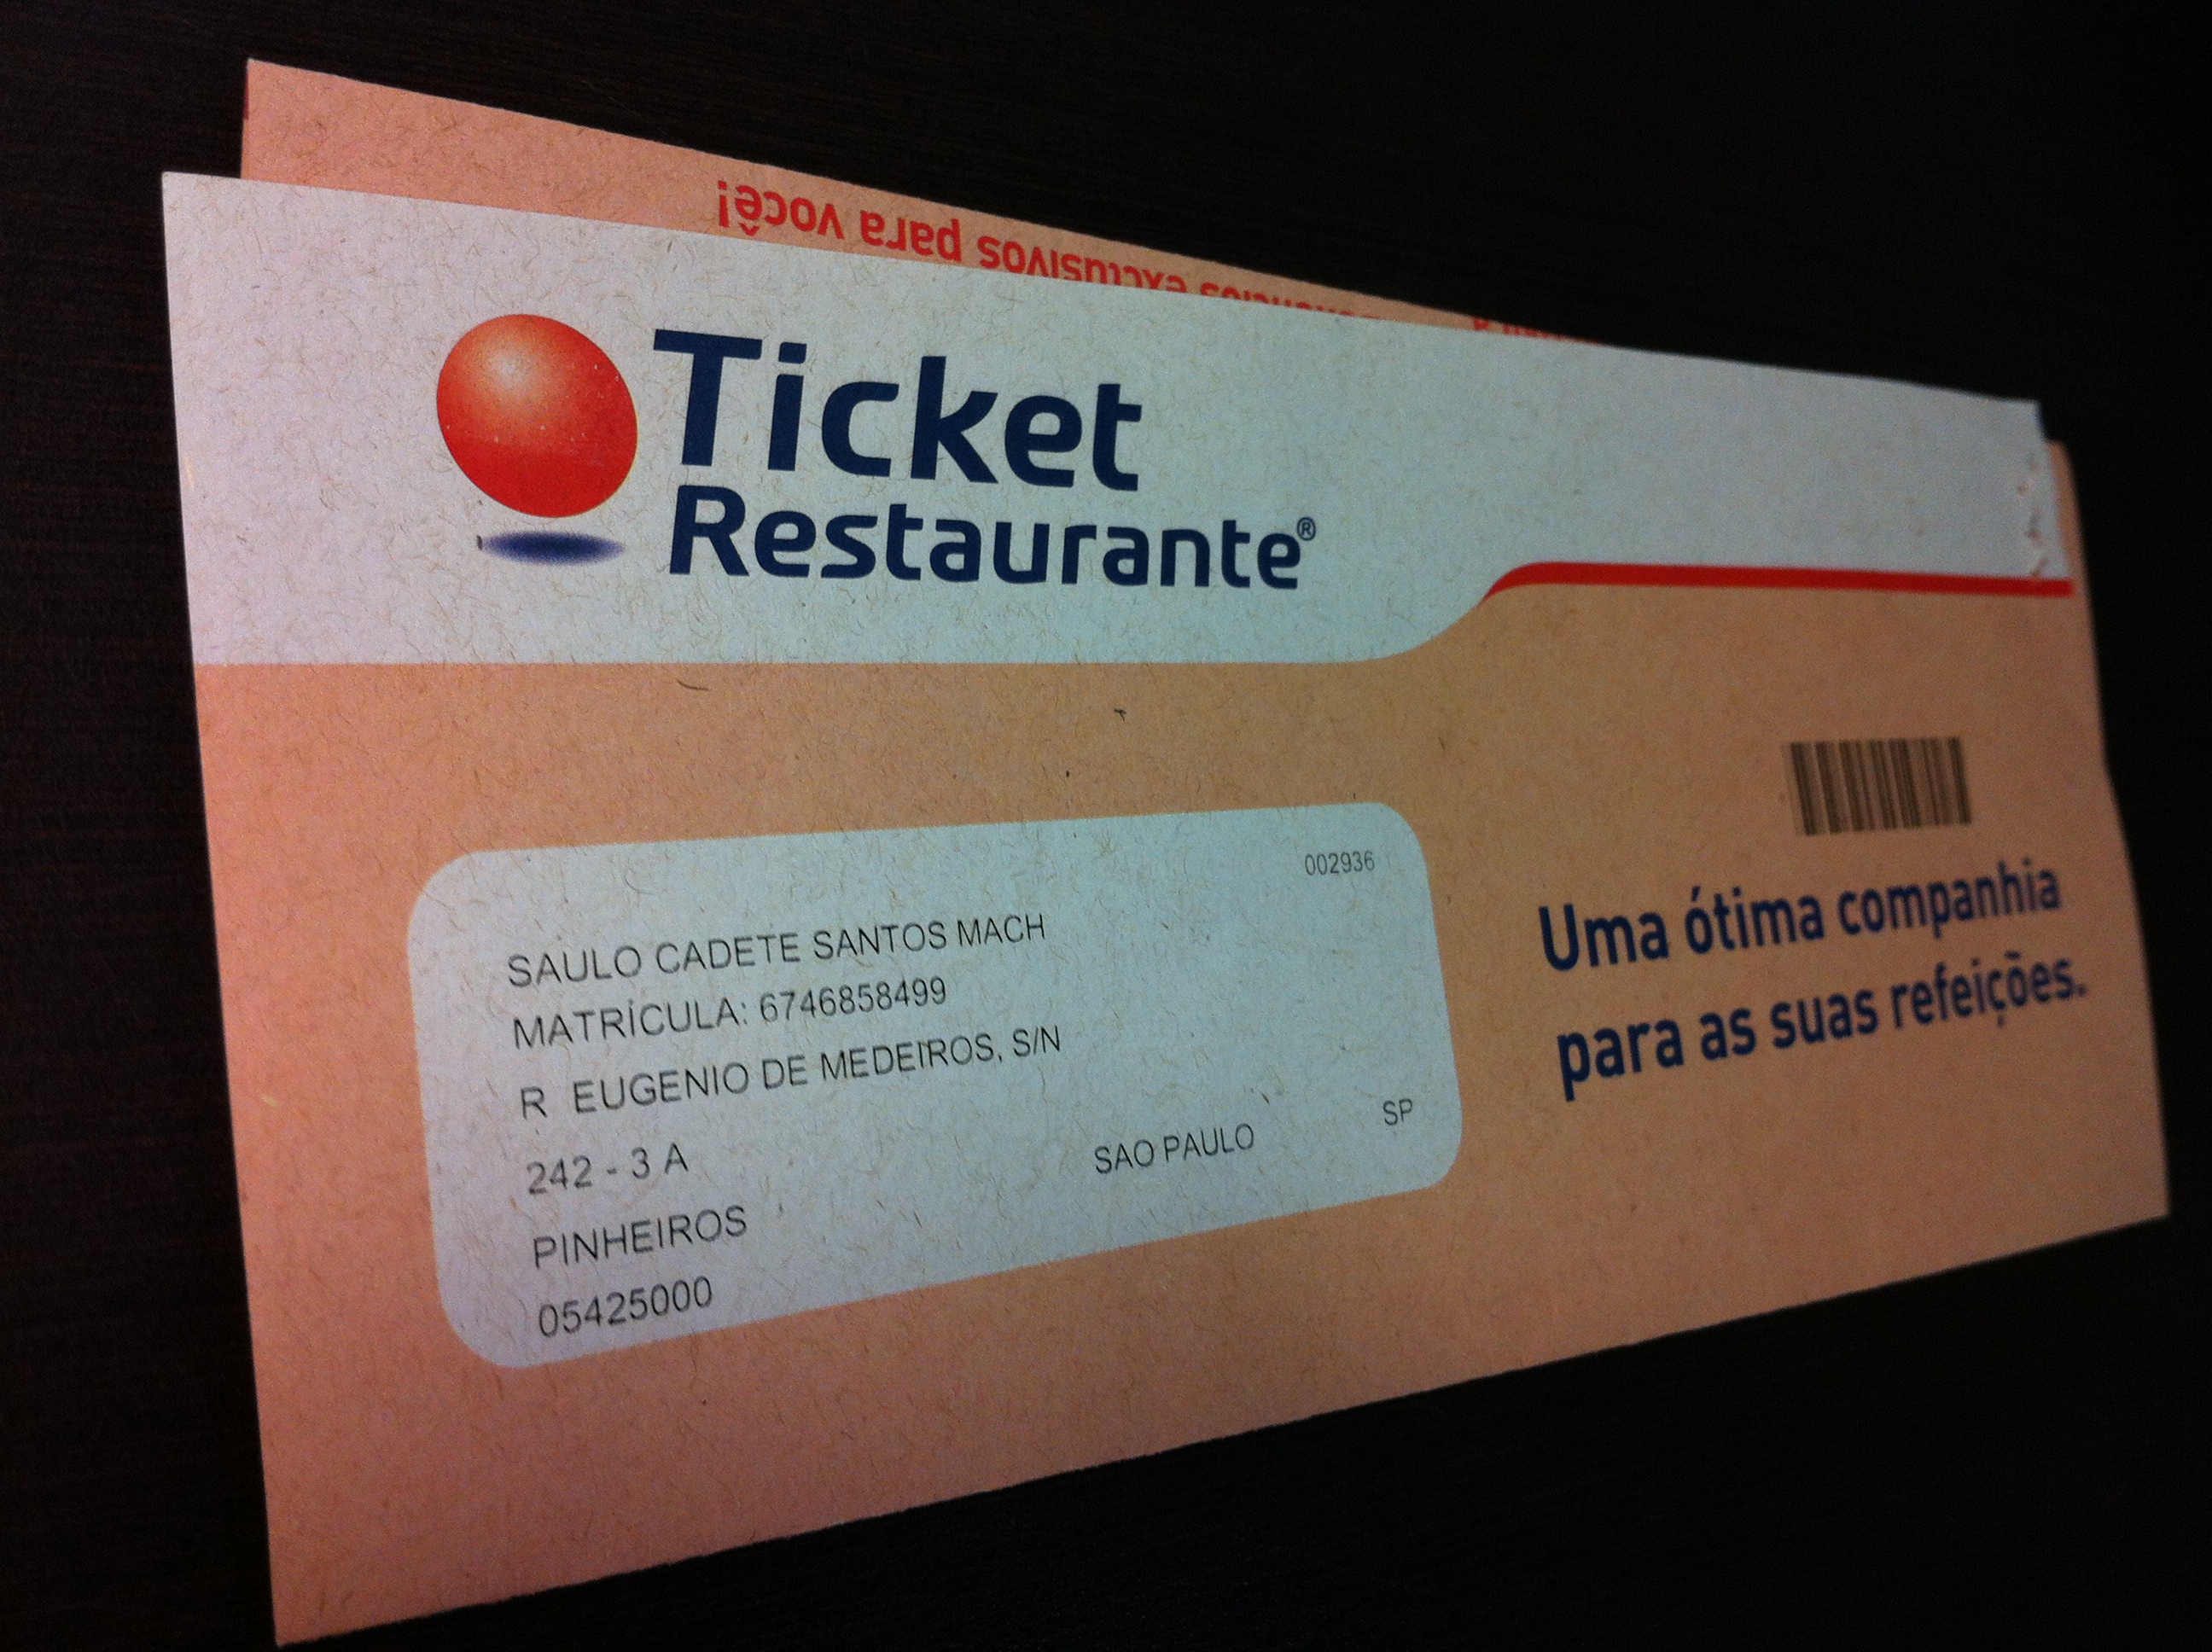 Ticket
Restaurante®
Uma ótima companhia
para as suas refeições.
002936
SAULO CADETE SANTOS MACH
MATRÍCULA: 6746858499
R EUGENIO DE MEDEIROS, S/N
242 - 3 A SAO PAULO SP
PINHEIROS
05425000
exclusivos para você!